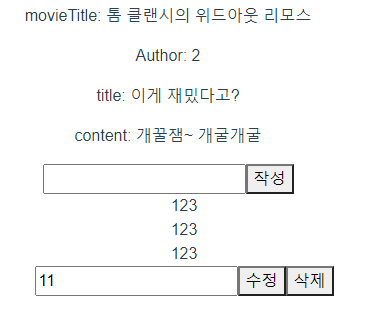 movieTitle: 톰 클랜시의 위드아웃 리모스
Author: 2
title: 이게 재밌다고?
content: 개꿀잼~ 개굴개굴
작성
123
123
123
11 수정 삭제